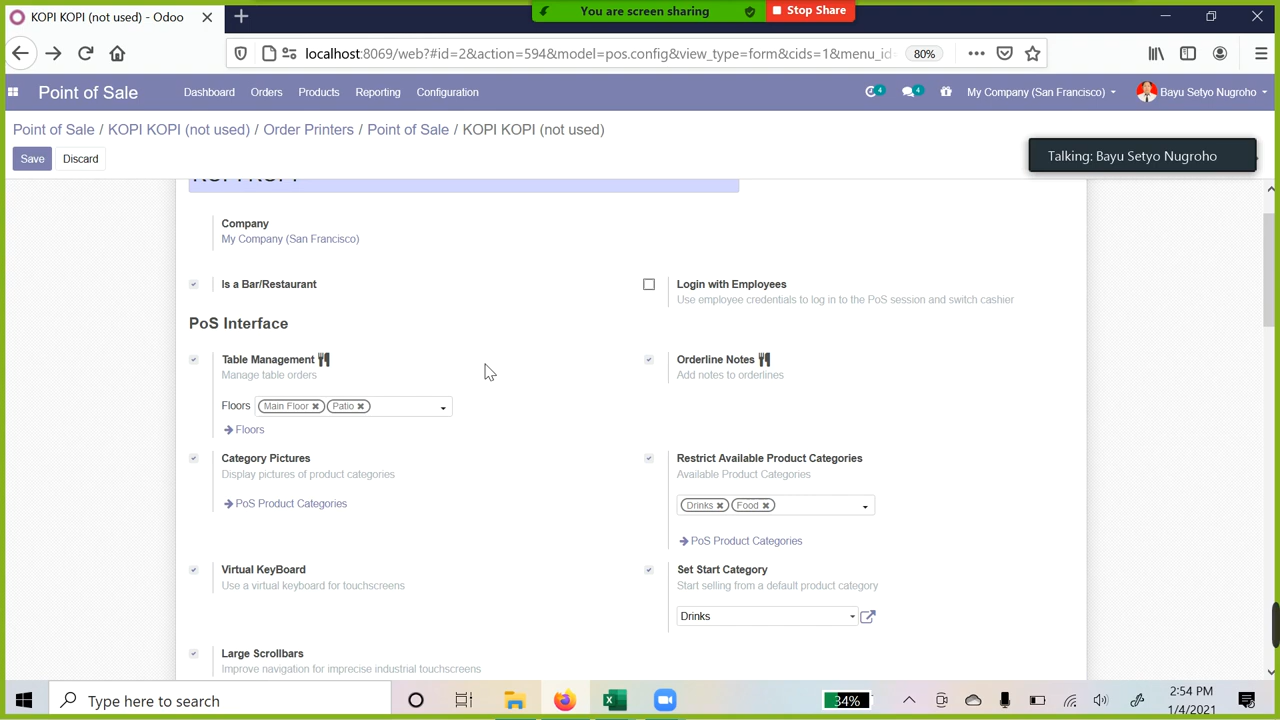 KOPI KOPI (not used) - Odoo
You are screen sharing
Stop Share
localhost:8069/web?#id=2&action=594&model=pos.config&view_type=form&cids=1&menu_id
80%
Point of Sale
Dashboard
Orders
Products
Reporting
Configuration
4
4
My Company (San Francisco)
Bayu Setyo Nugroho
Point of Sale / KOPI KOPI (not used) / Order Printers / Point of Sale / KOPI KOPI (not used)
Save
Discard
Talking: Bayu Setyo Nugroho
KOPI KOPI
Company
My Company (San Francisco)
Is a Bar/Restaurant
Login with Employees
Use employee credentials to log in to the PoS session and switch cashier
PoS Interface
Table Management
Manage table orders
Orderline Notes
Add notes to orderlines
Floors Main Floor Patio
Floors
Category Pictures
Display pictures of product categories
PoS Product Categories
Restrict Available Product Categories
Available Product Categories
Drinks Food
PoS Product Categories
Virtual KeyBoard
Use a virtual keyboard for touchscreens
Set Start Category
Start selling from a default product category
Drinks
Large Scrollbars
Improve navigation for imprecise industrial touchscreens
Type here to search
34%
2:54 PM
1/4/2021